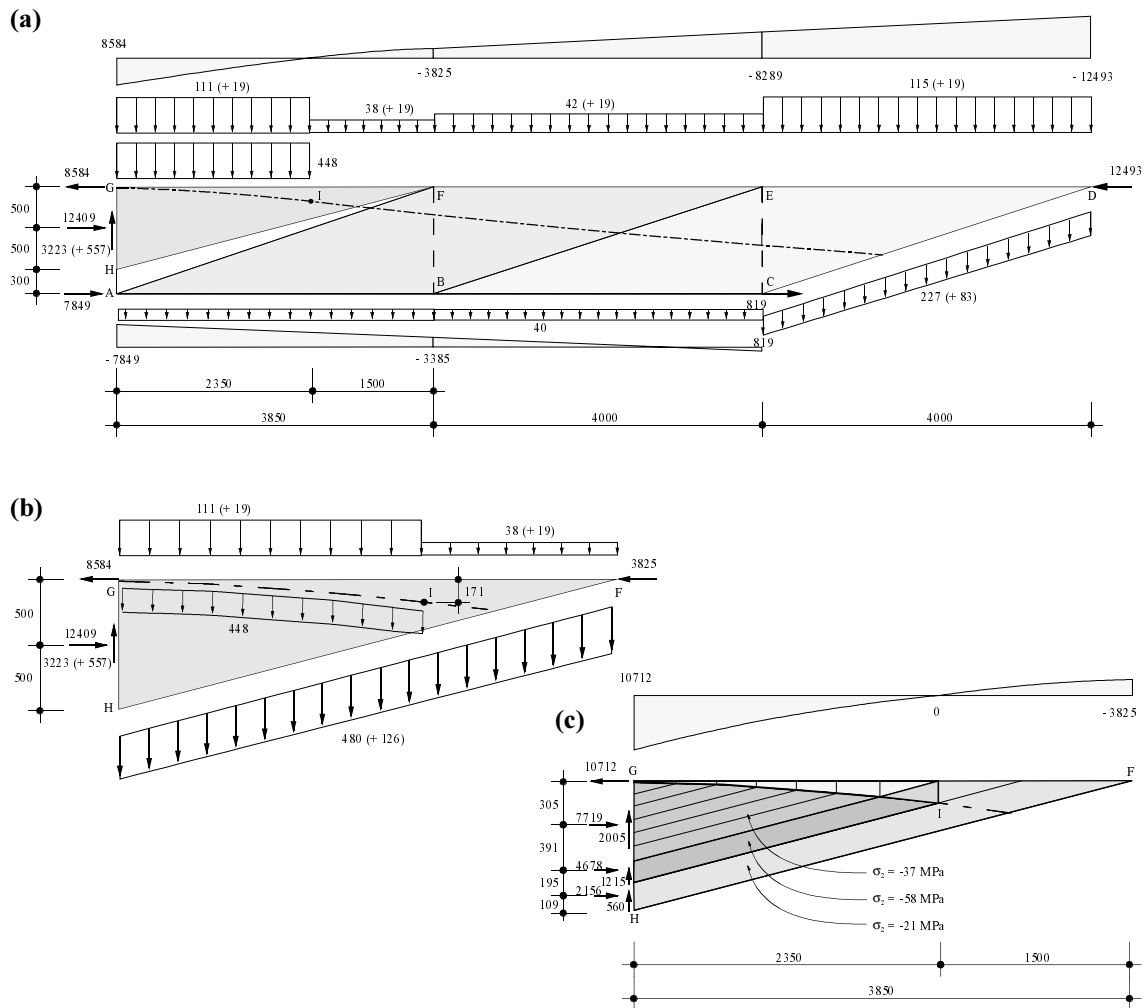 (a)
8584
-3825
-8289
-12493
111 (+ 19)
38 (+ 19)
42 (+ 19)
115 (+ 19)
448
8584
G
I
F
E
D
12493
500
12409
500
3223 (+ 557)
H
300
A
B
C
7849
819
227 (+ 83)
40
819
-7849
-3385
2350
1500
3850
4000
4000
(b)
111 (+ 19)
38 (+ 19)
8584
3825
G
I
171
F
500
448
12409
3223 (+ 557)
500
H
480 (+ 126)
(c)
10712
0
-3825
10712
G
F
305
7719
I
2005
391
4678
1215
σ₂ = -37 MPa
195
2156
σ₂ = -58 MPa
109
560
H
σ₂ = -21 MPa
2350
1500
3850